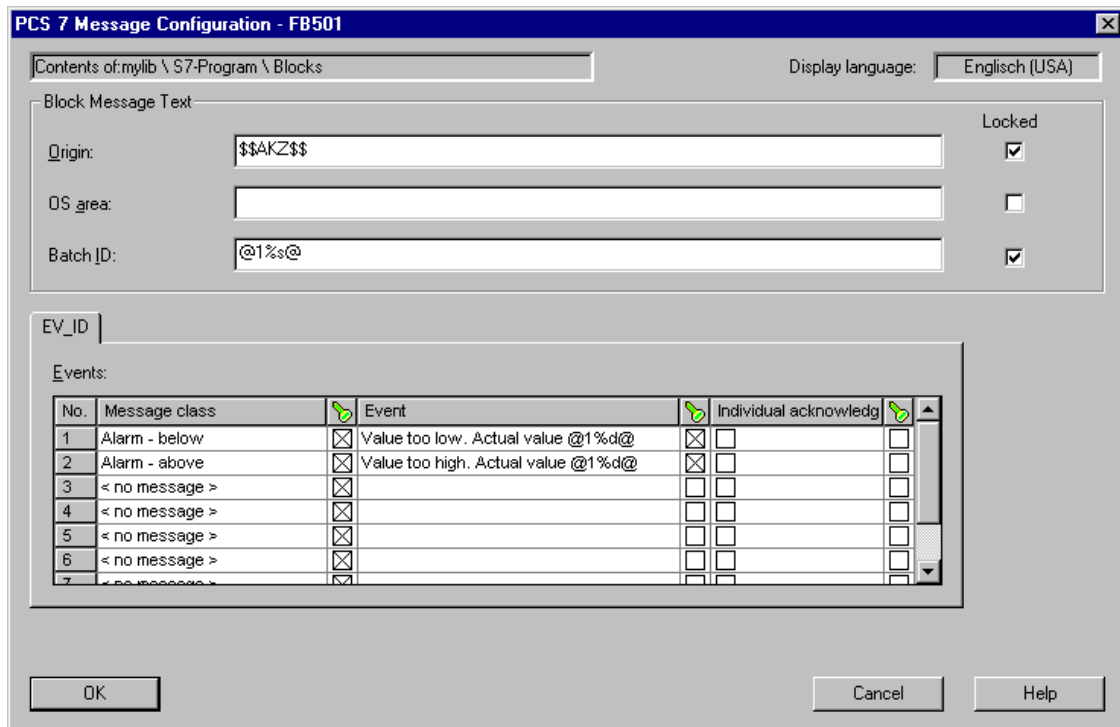 PCS 7 Message Configuration - FB501
Contents of:mylib \ S7-Program \ Blocks
Display language: Englisch (USA)
Block Message Text
Locked
Origin: $$AKZ$$
OS area:
Batch ID: @1%s@
EV_ID
Events:
No. Message class Event Individual acknowledg
1 Alarm - below Value too low. Actual value @1%d@
2 Alarm - above Value too high. Actual value @1%d@
3 < no message >
4 < no message >
5 < no message >
6 < no message >
7 < no message >
OK Cancel Help